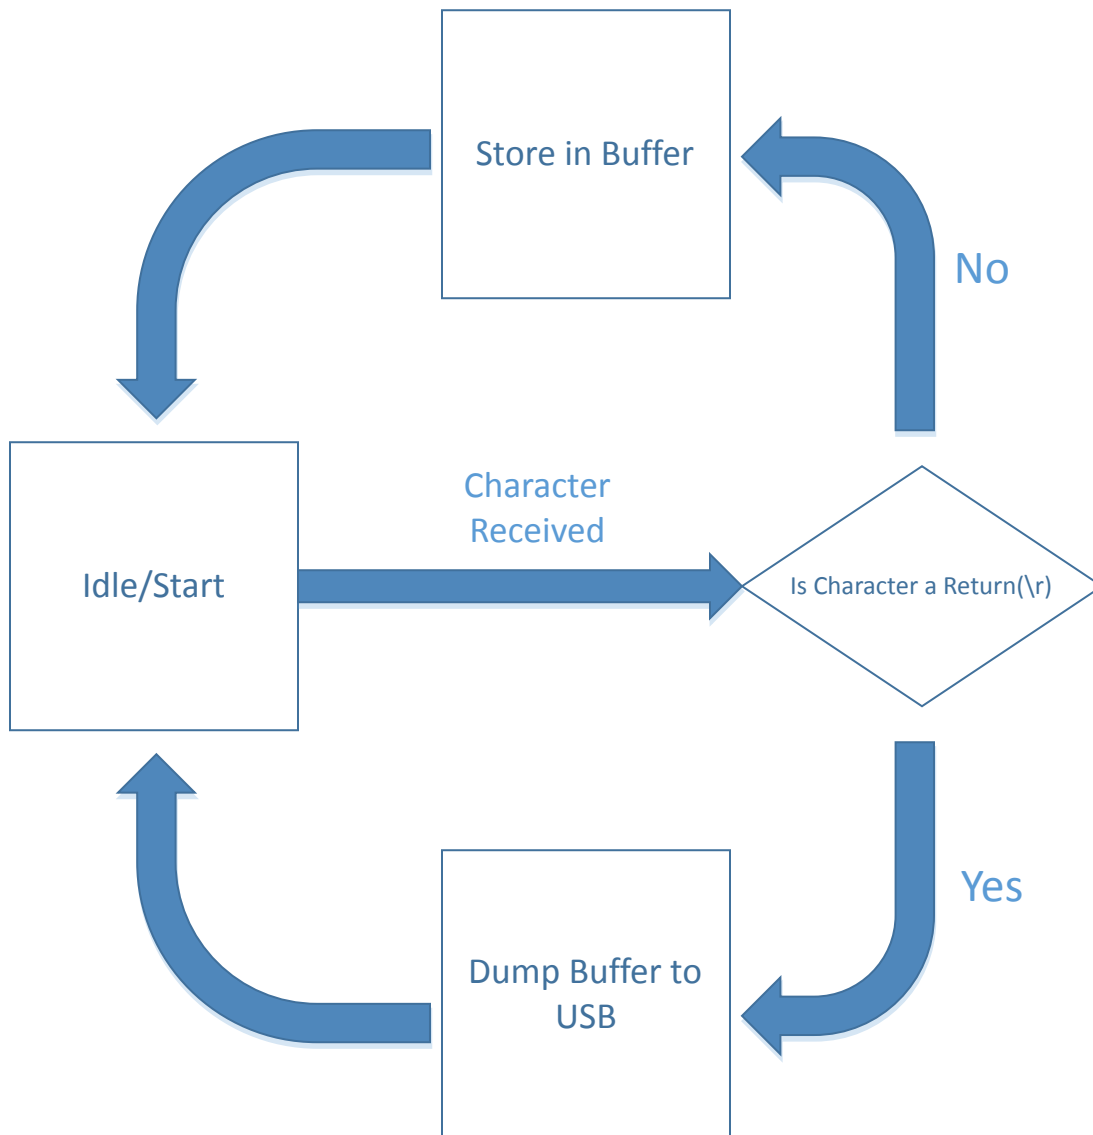 Store in Buffer
No
Character
Received
Idle/Start
Is Character a Return(\r)
Yes
Dump Buffer to
USB